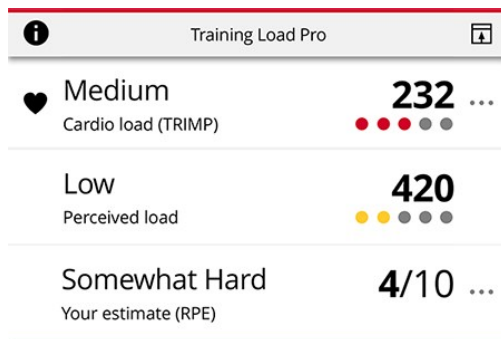 Training Load Pro
Medium 232
Cardio load (TRIMP)
Low 420
Perceived load
Somewhat Hard 4/10
Your estimate (RPE)